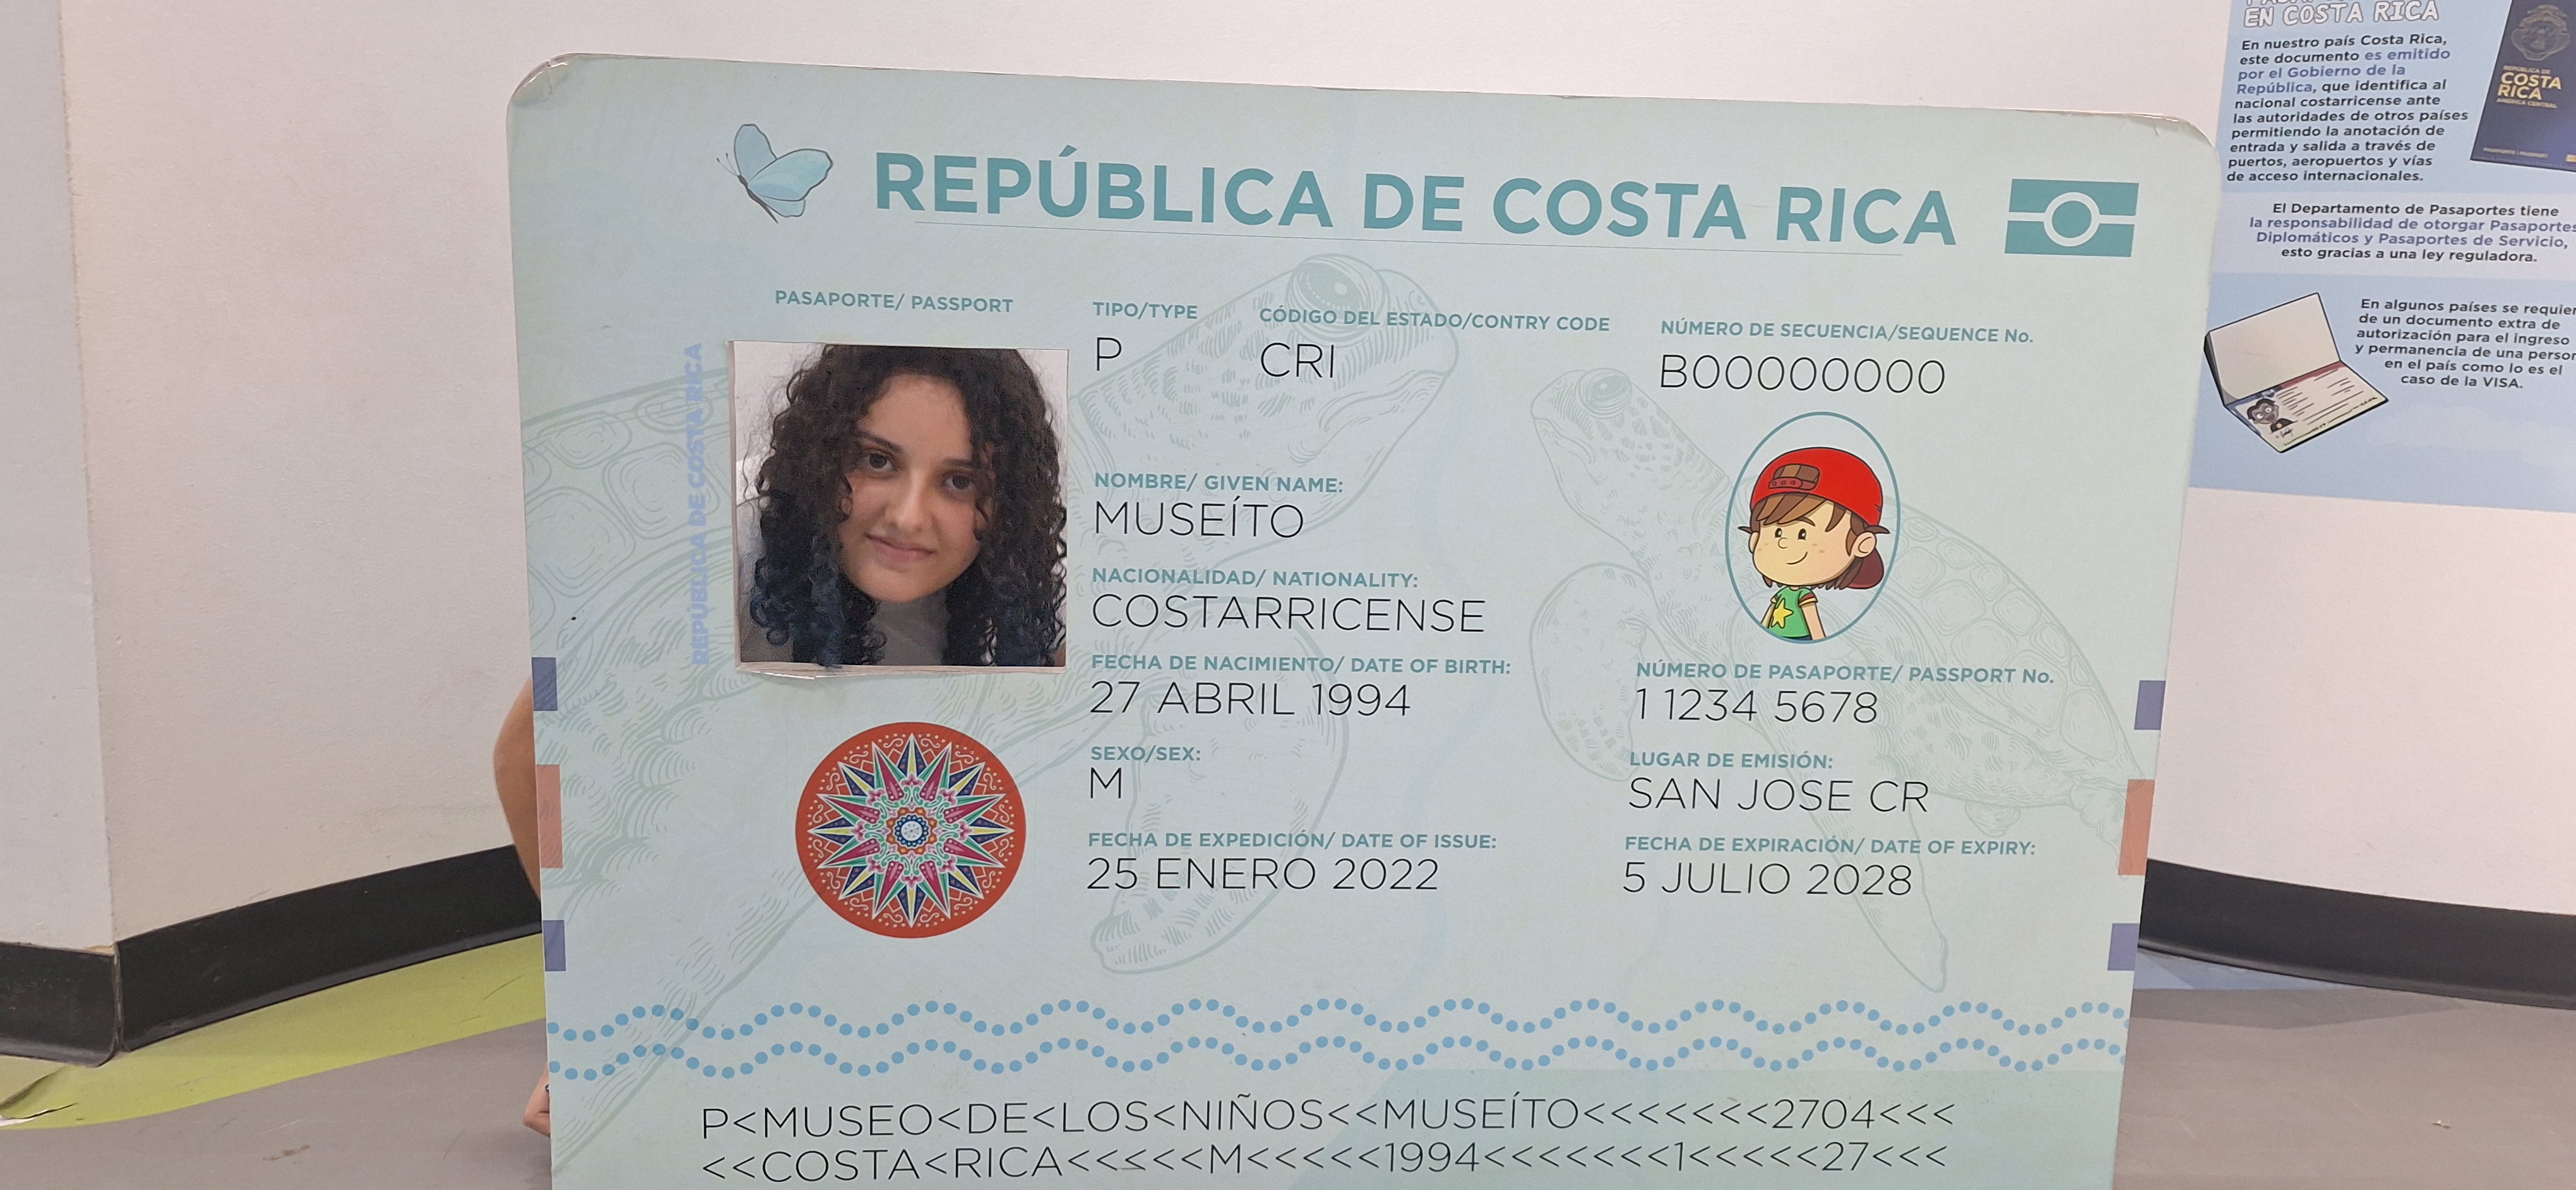 REPÚBLICA DE COSTA RICA
PASAPORTE/ PASSPORT
TIPO/TYPE
P
CÓDIGO DEL ESTADO/CONTRY CODE
CRI
NÚMERO DE SECUENCIA/SEQUENCE No.
B00000000
REPÚBLICA DE COSTA RICA
NOMBRE/ GIVEN NAME:
MUSEÍTO
NACIONALIDAD/ NATIONALITY:
COSTARRICENSE
FECHA DE NACIMIENTO/ DATE OF BIRTH:
27 ABRIL 1994
SEXO/SEX:
M
FECHA DE EXPEDICIÓN/ DATE OF ISSUE:
25 ENERO 2022
NÚMERO DE PASAPORTE/ PASSPORT No.
1 1234 5678
LUGAR DE EMISIÓN:
SAN JOSE CR
FECHA DE EXPIRACIÓN/ DATE OF EXPIRY:
5 JULIO 2028
P<MUSEO<DE<LOS<NIÑOS<<MUSEÍTO<<<<<<<2704<<<
<<COSTA<RICA<<<<<M<<<<<1994<<<<<<<1<<<<<27<<<
EN COSTA RICA
En nuestro país Costa Rica,
este documento es emitido
por el Gobierno de la
República, que identifica al
nacional costarricense ante
las autoridades de otros países
permitiendo la anotación de
entrada y salida a través de
puertos, aeropuertos y vías
de acceso internacionales.
REPÚBLICA DE
COSTA
RICA
AMÉRICA CENTRAL
El Departamento de Pasaportes tiene
la responsabilidad de otorgar Pasaportes
Diplomáticos y Pasaportes de Servicio,
esto gracias a una ley reguladora.
En algunos países se
de un documento extra de
autorización para el ingreso
y permanencia de una
en el país como lo es el
caso de la VISA.